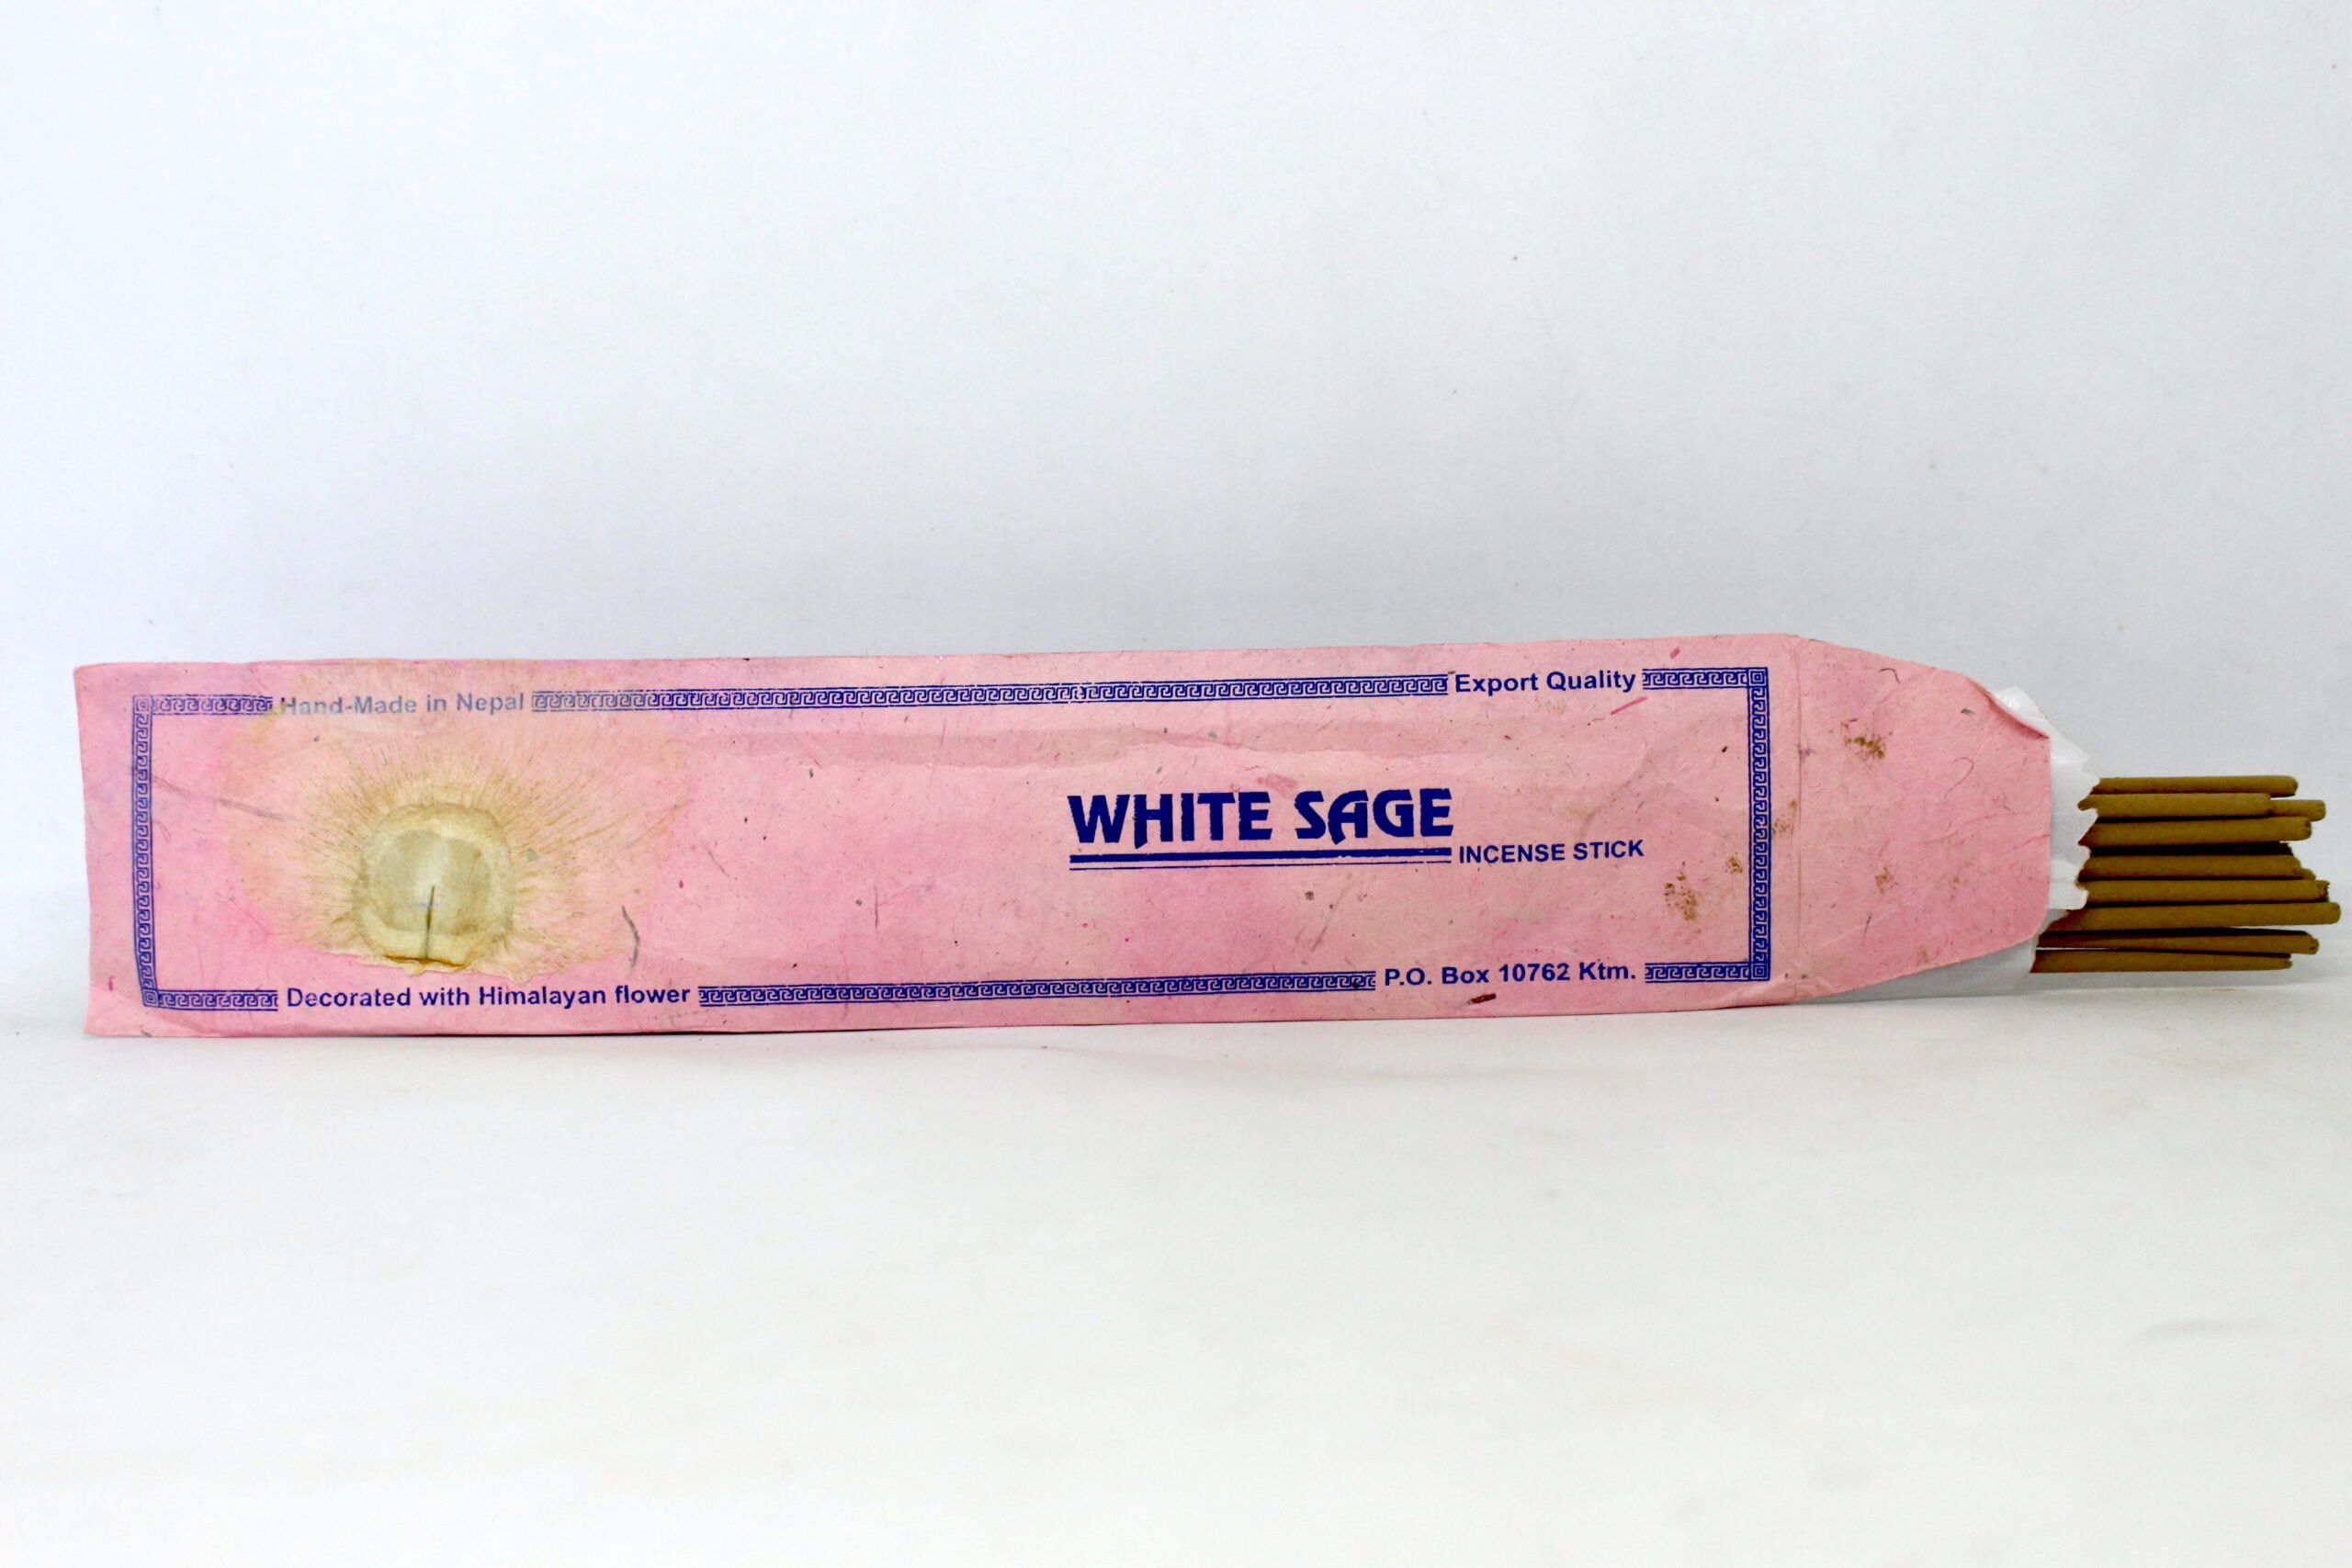 Hand-Made in Nepal
Export Quality
WHITE SAGE
INCENSE STICK
Decorated with Himalayan flower
P.O. Box 10762 Ktm.